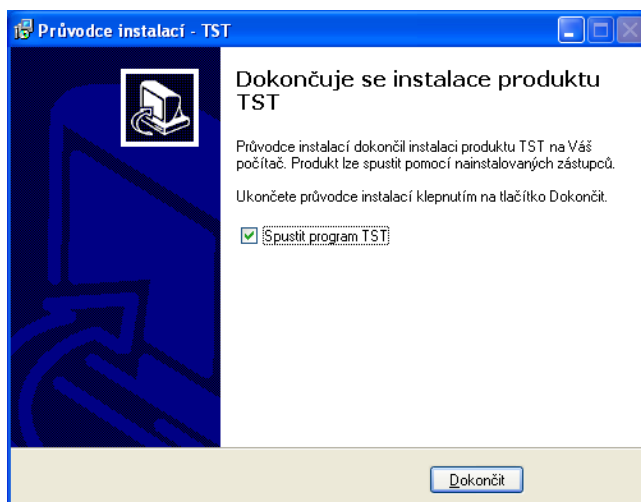 Průvodce instalací - TST
Dokončuje se instalace produktu
TST
Průvodce instalací dokončil instalaci produktu TST na Váš
počítač. Produkt lze spustit pomocí nainstalovaných zástupců.
Ukončete průvodce instalací klepnutím na tlačítko Dokončit.
Spustit program TST
Dokončit